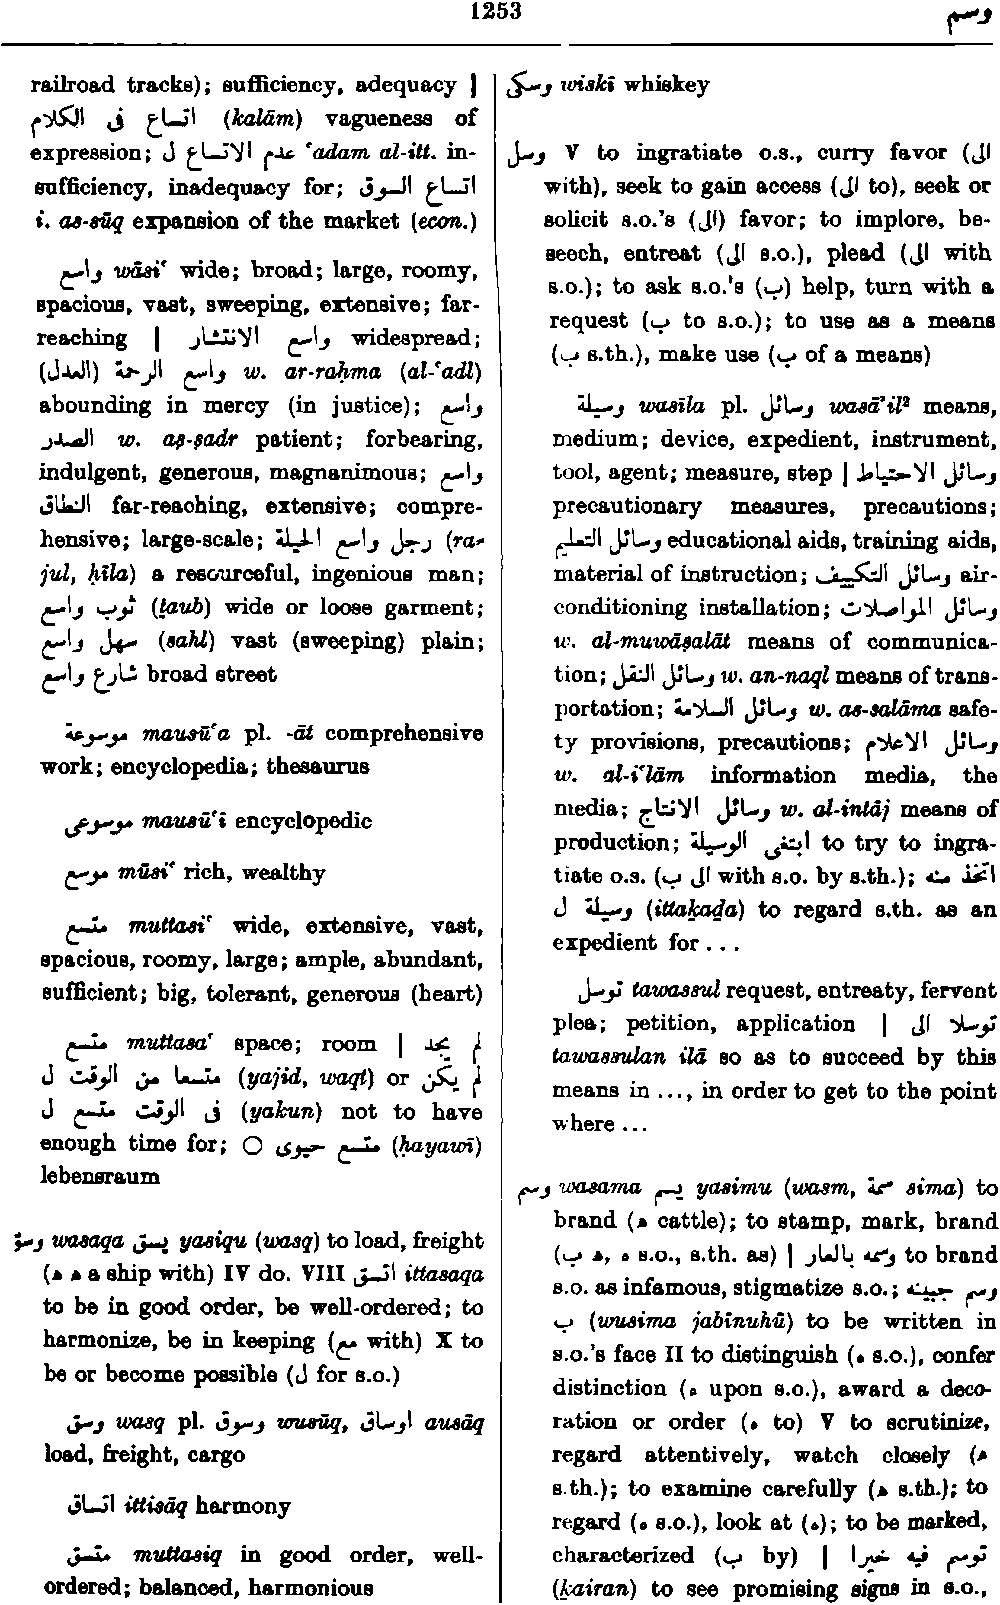 1253
وسم
railroad tracks); sufficiency, adequacy |
اتساع فى الكلام (kalām) vagueness of
expression; عدم الاتساع ل ‘adam al-itt. in-
sufficiency, inadequacy for; اتساع السوق
i. as-sūq expansion of the market (econ.)
واسع wāsi‘ wide; broad; large, roomy,
spacious, vast, sweeping, extensive; far-
reaching | واسع الانتشار widespread;
واسع الرحمة (العدل) w. ar-raḥma (al-‘adl)
abounding in mercy (in justice); واسع
الصدر w. aṣ-ṣadr patient; forbearing,
indulgent, generous, magnanimous; واسع
النطاق far-reaching, extensive; compre-
hensive; large-scale; رجل واسع الحيلة (ra-
jul, ḥīla) a resourceful, ingenious man;
ثوب واسع (ṯaub) wide or loose garment;
سهل واسع (sahl) vast (sweeping) plain;
شارع واسع broad street
موسوعة mausū‘a pl. -āt comprehensive
work; encyclopedia; thesaurus
موسوعى mausū‘ī encyclopedic
موسع mūsi‘ rich, wealthy
متسع muttasi‘ wide, extensive, vast,
spacious, roomy, large; ample, abundant,
sufficient; big, tolerant, generous (heart)
متسع muttasa‘ space; room | لم يجد
متسعا من الوقت ل (yajid, waqt) or لم يكن
فى الوقت متسع ل (yakun) not to have
enough time for; ○ متسع حيوى (ḥayawī)
lebensraum
وسق wasaqa يسق yasiqu (wasq) to load, freight
(ه ه a ship with) IV do. VIII اتسق ittasaqa
to be in good order, be well-ordered; to
harmonize, be in keeping (مع with) X to
be or become possible (ل for s.o.)
وسق wasq pl. وسوق wusūq, اوساق ausāq
load, freight, cargo
اتساق ittisāq harmony
متسق muttasiq in good order, well-
ordered; balanced, harmonious
وسكى wiskī whiskey
وسل V to ingratiate o.s., curry favor (الى
with), seek to gain access (الى to), seek or
solicit s.o.’s (الى) favor; to implore, be-
seech, entreat (الى s.o.), plead (الى with
s.o.); to ask s.o.'s (ب) help, turn with a
request (ب to s.o.); to use as a means
(ب s.th.), make use (ب of a means)
وسيلة wasīla pl. وسائل wasā’il² means,
medium; device, expedient, instrument,
tool, agent; measure, step | وسائل الاحتياط
precautionary measures, precautions;
وسائل التعليم educational aids, training aids,
material of instruction; وسائل التكييف air-
conditioning installation; وسائل المواصلات
w. al-muwāṣalāt means of communica-
tion; وسائل النقل w. an-naql means of trans-
portation; وسائل السلامة w. as-salāma safe-
ty provisions, precautions; وسائل الاعلام
w. al-i‘lām information media, the
media; وسائل الانتاج w. al-intāj means of
production; ابتغى الوسيلة to try to ingra-
tiate o.s. (الى ب with s.o. by s.th.); اتخذ منه
وسيلة ل (ittakaḏa) to regard s.th. as an
expedient for ...
توسل tawassul request, entreaty, fervent
plea; petition, application | توسلا الى
tawassulan ilā so as to succeed by this
means in ..., in order to get to the point
where ...
وسم wasama يسم yasimu (wasm, سمة sima) to
brand (ه cattle); to stamp, mark, brand
(ه, ه ب s.o., s.th. as) | وسمه بالعار to brand
s.o. as infamous, stigmatize s.o.; وسم جبينه
ب (wusima jabīnuhū) to be written in
s.o.’s face II to distinguish (ه s.o.), confer
distinction (ه upon s.o.), award a deco-
ration or order (ه to) V to scrutinize,
regard attentively, watch closely (ه
s.th.); to examine carefully (ه s.th.); to
regard (ه s.o.), look at (ه); to be marked,
characterized (ب by) | توسم فيه خيرا
(ḵairan) to see promising signs in s.o.,